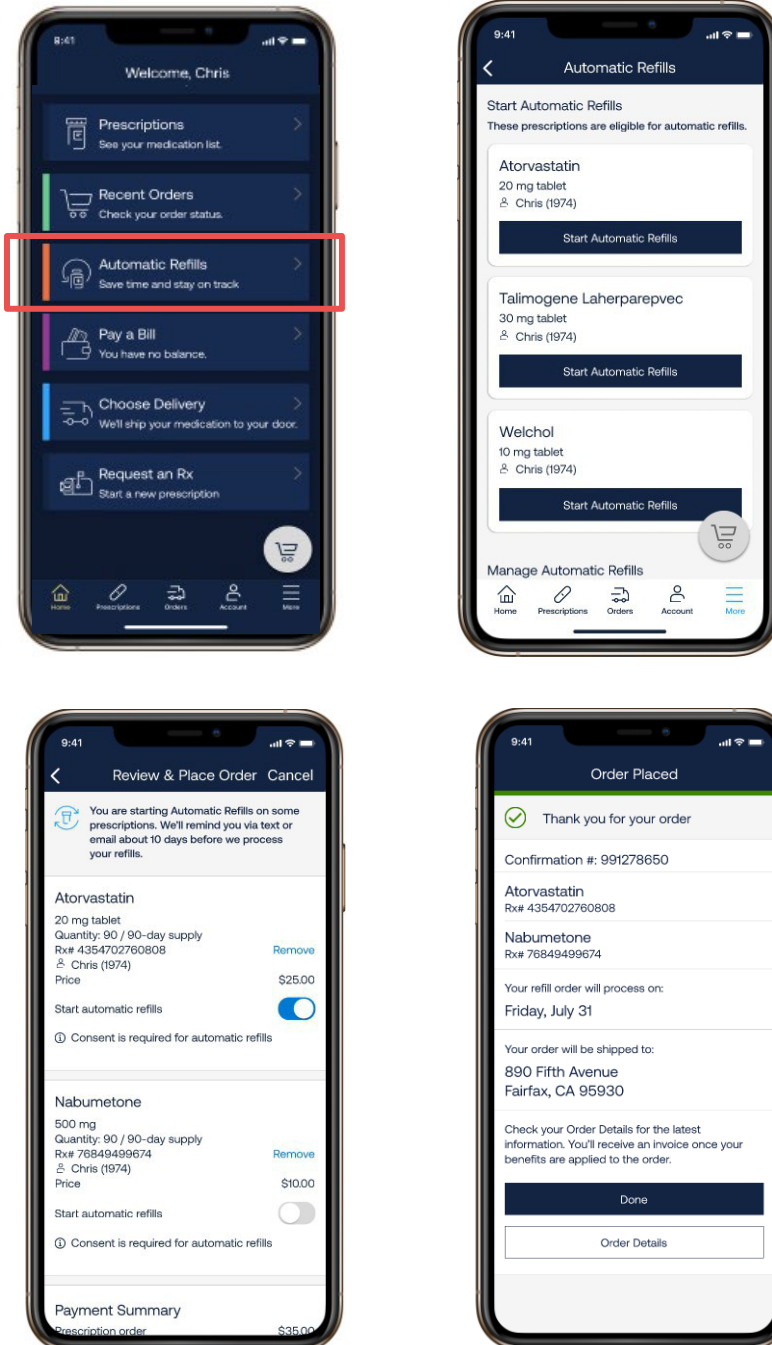 8:41
Welcome, Chris
Prescriptions
See your medication list.
Recent Orders
Check your order status.
Automatic Refills
Save time and stay on track
Pay a Bill
You have no balance.
Choose Delivery
We'll ship your medication to your door.
Request an Rx
Start a new prescription
Home Prescriptions Orders Account More
9:41
Automatic Refills
Start Automatic Refills
These prescriptions are eligible for automatic refills.
Atorvastatin
20 mg tablet
Chris (1974)
Start Automatic Refills
Talimogene Laherparepvec
30 mg tablet
Chris (1974)
Start Automatic Refills
Welchol
10 mg tablet
Chris (1974)
Start Automatic Refills
Manage Automatic Refills
Home Prescriptions Orders Account More
9:41
Review & Place Order Cancel
You are starting Automatic Refills on some
prescriptions. We'll remind you via text or
email about 10 days before we process
your refills.
Atorvastatin
20 mg tablet
Quantity: 90 / 90-day supply
Rx# 4354702760808 Remove
Chris (1974)
Price $25.00
Start automatic refills
Consent is required for automatic refills
Nabumetone
500 mg
Quantity: 90 / 90-day supply
Rx# 76849499674 Remove
Chris (1974)
Price $10.00
Start automatic refills
Consent is required for automatic refills
Payment Summary
Prescription order $35.00
9:41
Order Placed
Thank you for your order
Confirmation #: 991278650
Atorvastatin
Rx# 4354702760808
Nabumetone
Rx# 76849499674
Your refill order will process on:
Friday, July 31
Your order will be shipped to:
890 Fifth Avenue
Fairfax, CA 95930
Check your Order Details for the latest
information. You'll receive an invoice once your
benefits are applied to the order.
Done
Order Details